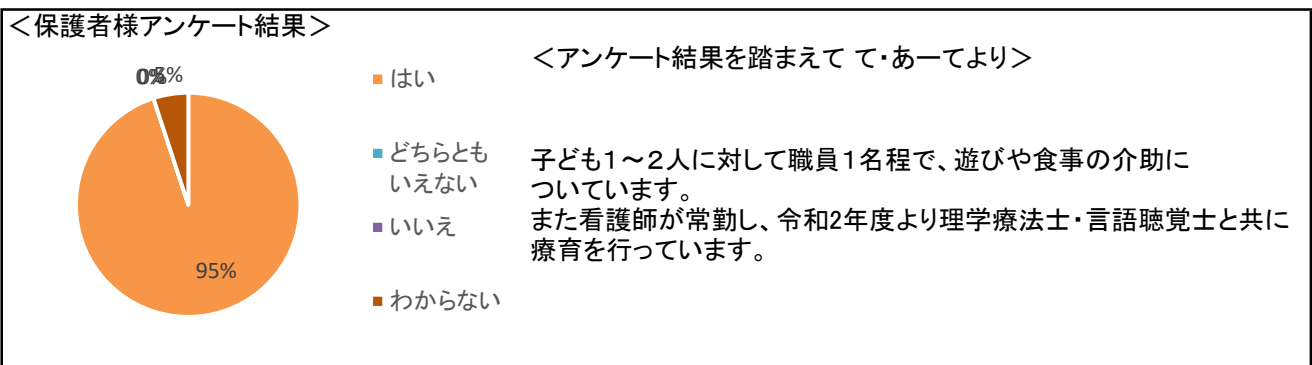 ＜保護者様アンケート結果＞
＜アンケート結果を踏まえて て・あーてより＞
0%
5%
95%
はい
どちらとも
いえない
いいえ
わからない
子ども１～２人に対して職員１名程で、遊びや食事の介助に
ついています。
また看護師が常勤し、令和2年度より理学療法士・言語聴覚士と共に
療育を行っています。